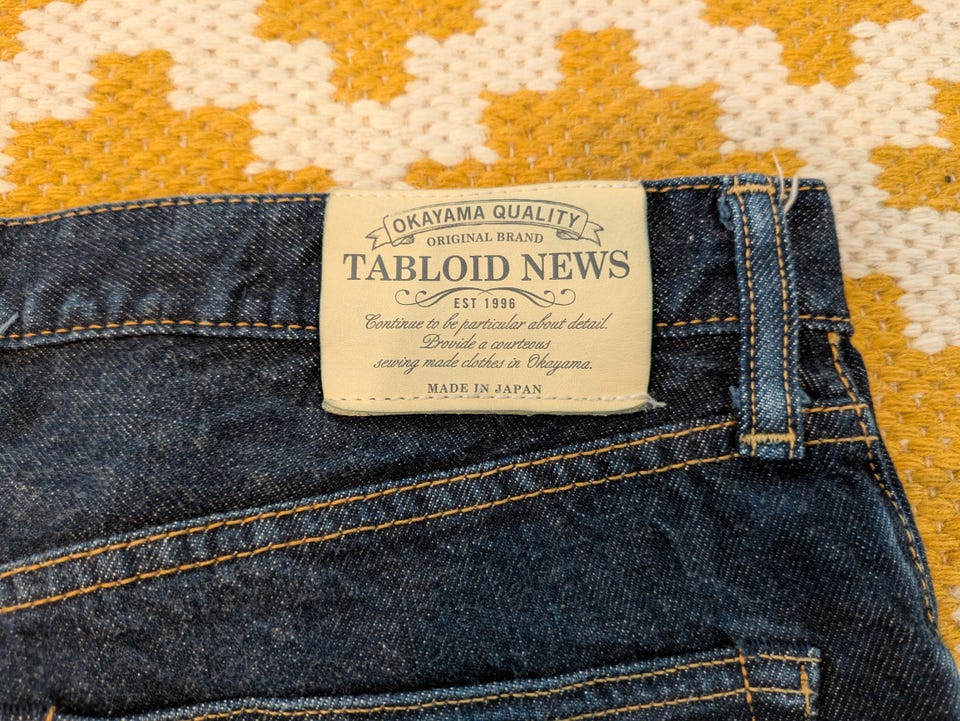 OKAYAMA QUALITY
ORIGINAL BRAND
TABLOID NEWS
EST 1996
Continue to be particular about detail.
Provide a courteous
sewing made clothes in Okayama.
MADE IN JAPAN